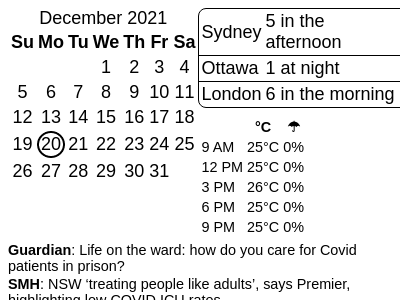 December 2021
Su Mo Tu We Th Fr Sa
1 2 3 4
5 6 7 8 9 10 11
12 13 14 15 16 17 18
19 20 21 22 23 24 25
26 27 28 29 30 31
Sydney 5 in the afternoon
Ottawa 1 at night
London 6 in the morning
°C ☂
9 AM 25°C 0%
12 PM 25°C 0%
3 PM 26°C 0%
6 PM 25°C 0%
9 PM 25°C 0%
Guardian: Life on the ward: how do you care for Covid
patients in prison?
SMH: NSW ‘treating people like adults’, says Premier,
highlighting low COVID ICU rates